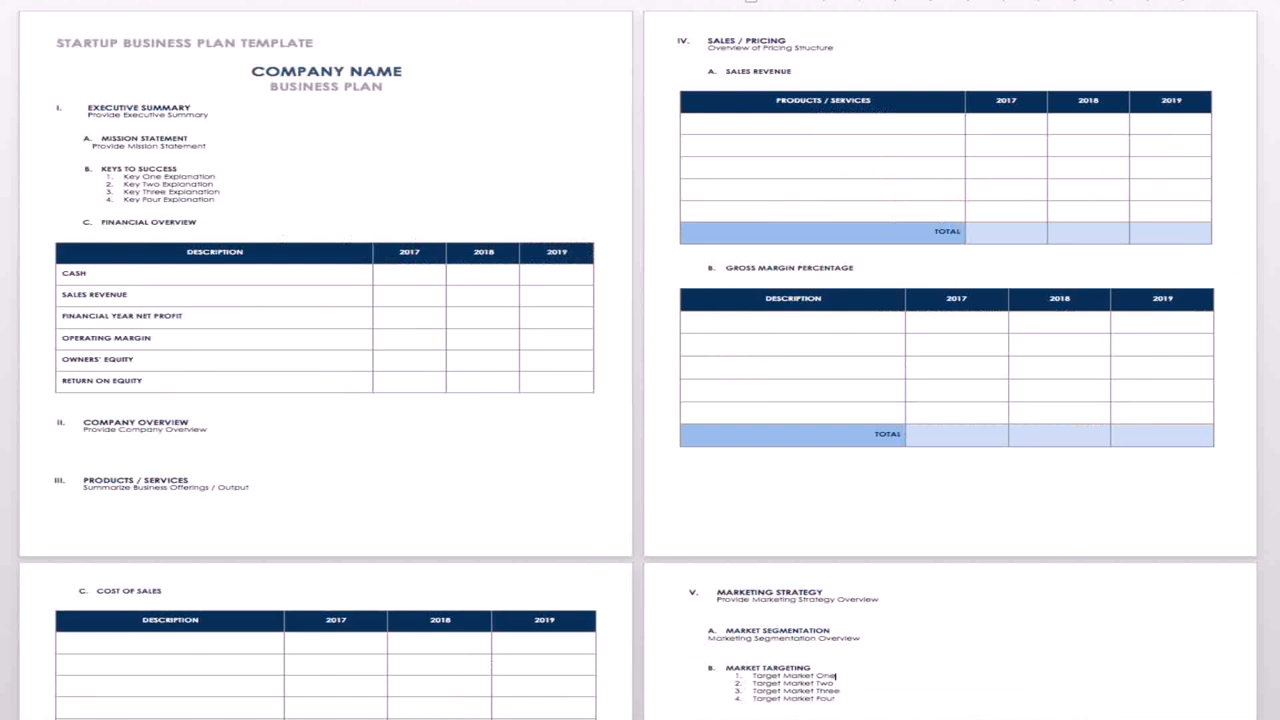 STARTUP BUSINESS PLAN TEMPLATE
COMPANY NAME
BUSINESS PLAN
I. EXECUTIVE SUMMARY
Provide Executive Summary
A. MISSION STATEMENT
Provide Mission Statement
B. KEYS TO SUCCESS
1. Key One Explanation
2. Key Two Explanation
3. Key Three Explanation
4. Key Four Explanation
C. FINANCIAL OVERVIEW
DESCRIPTION 2017 2018 2019
CASH
SALES REVENUE
FINANCIAL YEAR NET PROFIT
OPERATING MARGIN
OWNERS' EQUITY
RETURN ON EQUITY
II. COMPANY OVERVIEW
Provide Company Overview
III. PRODUCTS / SERVICES
Summarize Business Offerings / Output
IV. SALES / PRICING
Overview of Pricing Structure
A. SALES REVENUE
PRODUCTS / SERVICES 2017 2018 2019
TOTAL
B. GROSS MARGIN PERCENTAGE
DESCRIPTION 2017 2018 2019
TOTAL
C. COST OF SALES
DESCRIPTION 2017 2018 2019
V. MARKETING STRATEGY
Provide Marketing Strategy Overview
A. MARKET SEGMENTATION
Marketing Segmentation Overview
B. MARKET TARGETING
1. Target Market One
2. Target Market Two
3. Target Market Three
4. Target Market Four